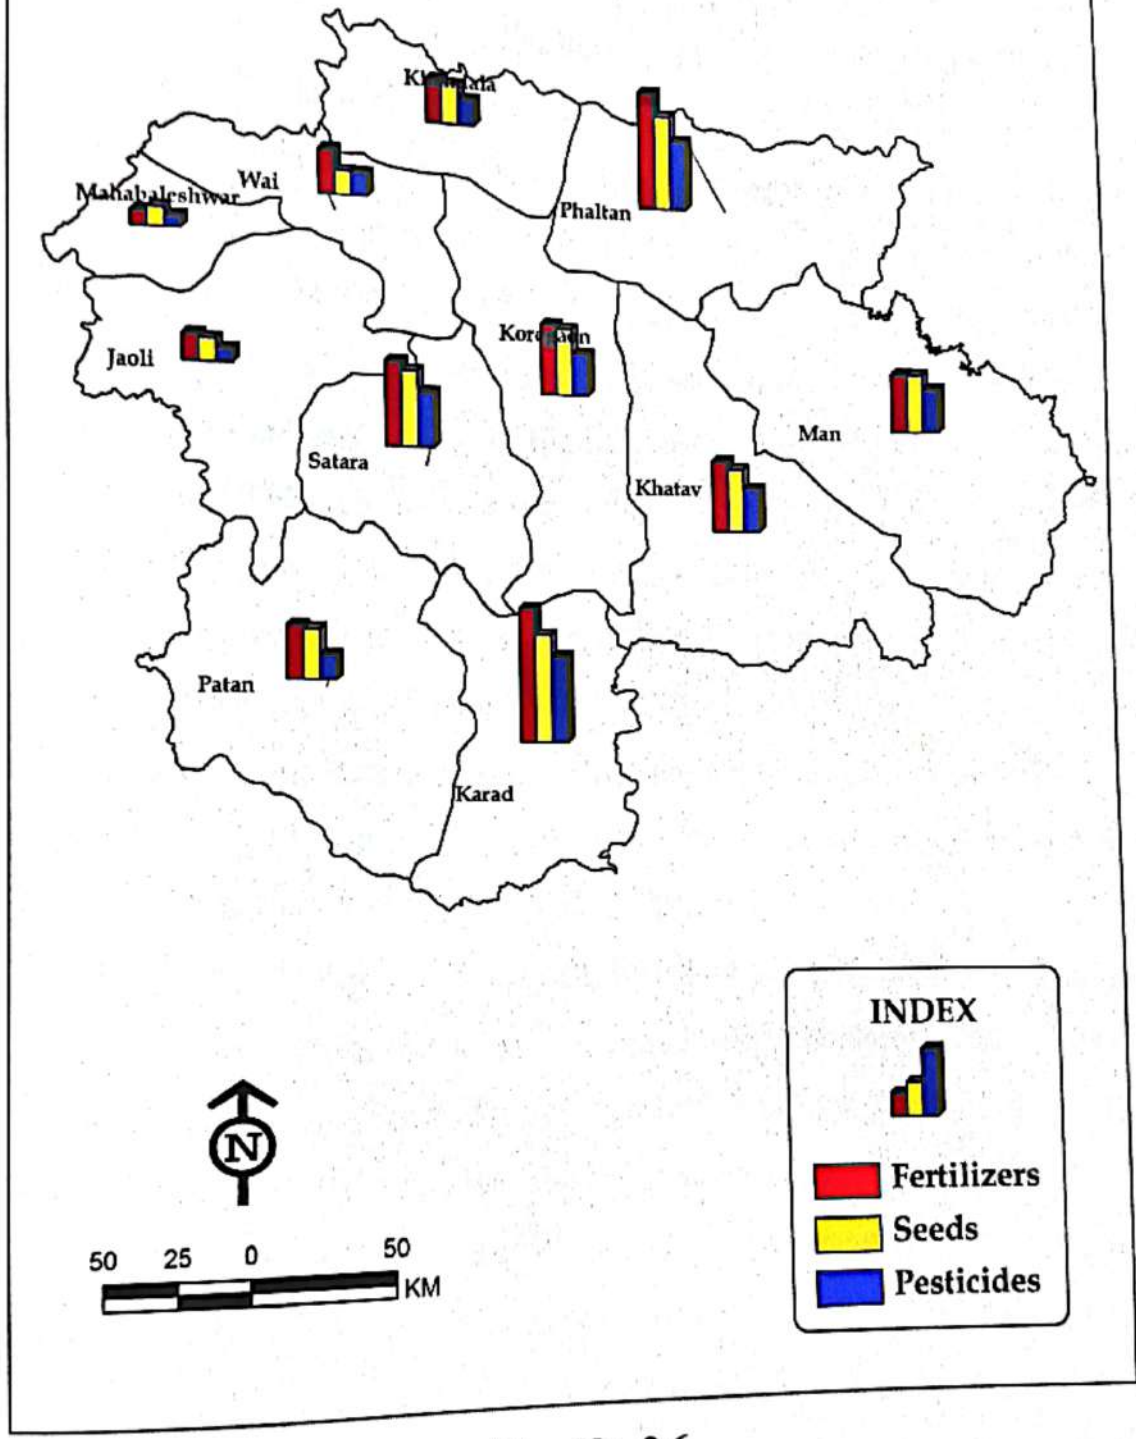 Phaltan
Wai
Mahabaleshwar
Jaoli
Man
Satara
Khatav
Patan
Karad
INDEX
N
Fertilizers
Seeds
Pesticides
50 25 0 50
KM